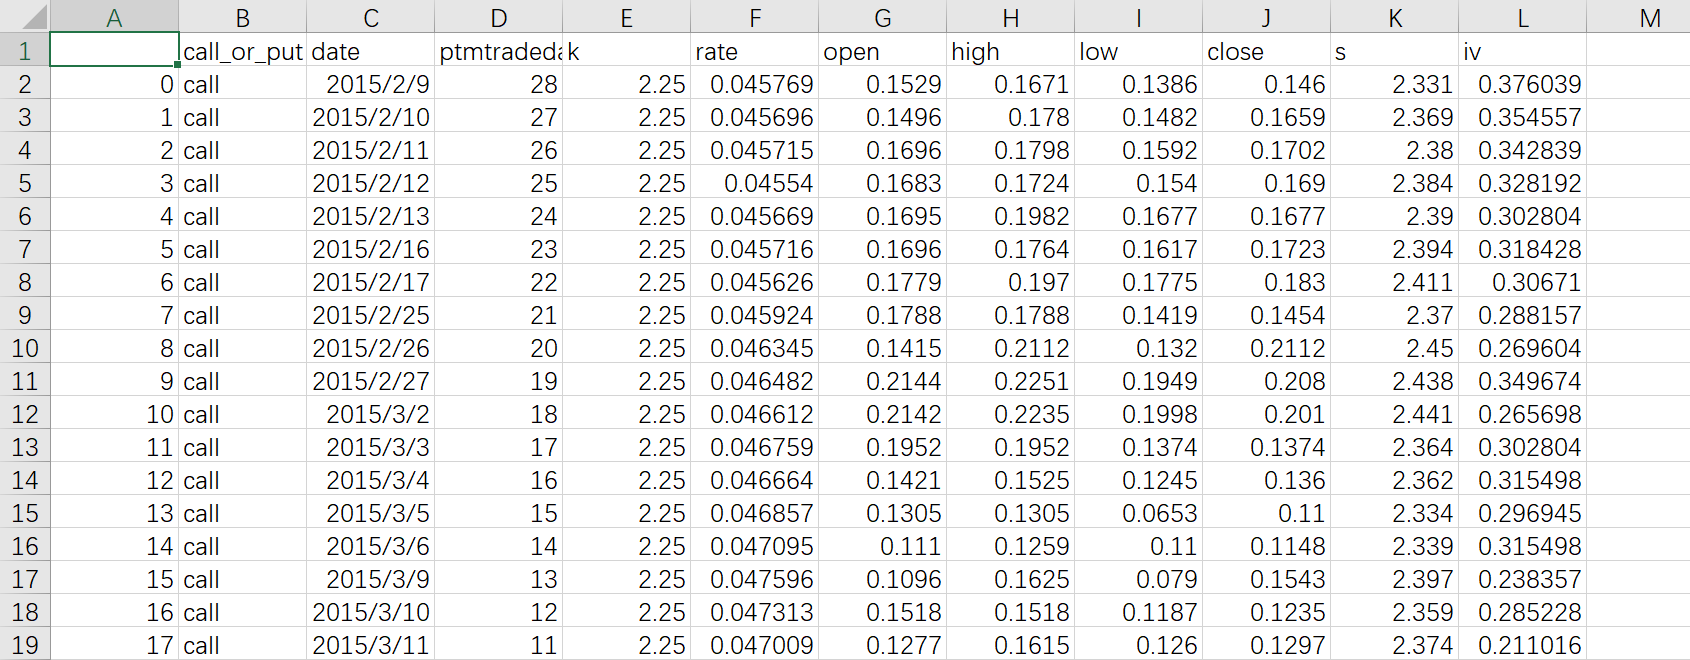 A B C D E F G H I J K L M
1 call_or_put date ptmtradeda k rate open high low close s iv
2 0 call 2015/2/9 28 2.25 0.045769 0.1529 0.1671 0.1386 0.146 2.331 0.376039
3 1 call 2015/2/10 27 2.25 0.045696 0.1496 0.178 0.1482 0.1659 2.369 0.354557
4 2 call 2015/2/11 26 2.25 0.045715 0.1696 0.1798 0.1592 0.1702 2.38 0.342839
5 3 call 2015/2/12 25 2.25 0.04554 0.1683 0.1724 0.154 0.169 2.384 0.328192
6 4 call 2015/2/13 24 2.25 0.045669 0.1695 0.1982 0.1677 0.1677 2.39 0.302804
7 5 call 2015/2/16 23 2.25 0.045716 0.1696 0.1764 0.1617 0.1723 2.394 0.318428
8 6 call 2015/2/17 22 2.25 0.045626 0.1779 0.197 0.1775 0.183 2.411 0.30671
9 7 call 2015/2/25 21 2.25 0.045924 0.1788 0.1788 0.1419 0.1454 2.37 0.288157
10 8 call 2015/2/26 20 2.25 0.046345 0.1415 0.2112 0.132 0.2112 2.45 0.269604
11 9 call 2015/2/27 19 2.25 0.046482 0.2144 0.2251 0.1949 0.208 2.438 0.349674
12 10 call 2015/3/2 18 2.25 0.046612 0.2142 0.2235 0.1998 0.201 2.441 0.265698
13 11 call 2015/3/3 17 2.25 0.046759 0.1952 0.1952 0.1374 0.1374 2.364 0.302804
14 12 call 2015/3/4 16 2.25 0.046664 0.1421 0.1525 0.1245 0.136 2.362 0.315498
15 13 call 2015/3/5 15 2.25 0.046857 0.1305 0.1305 0.0653 0.11 2.334 0.296945
16 14 call 2015/3/6 14 2.25 0.047095 0.111 0.1259 0.11 0.1148 2.339 0.315498
17 15 call 2015/3/9 13 2.25 0.047596 0.1096 0.1625 0.079 0.1543 2.397 0.238357
18 16 call 2015/3/10 12 2.25 0.047313 0.1518 0.1518 0.1187 0.1235 2.359 0.285228
19 17 call 2015/3/11 11 2.25 0.047009 0.1277 0.1615 0.126 0.1297 2.374 0.211016